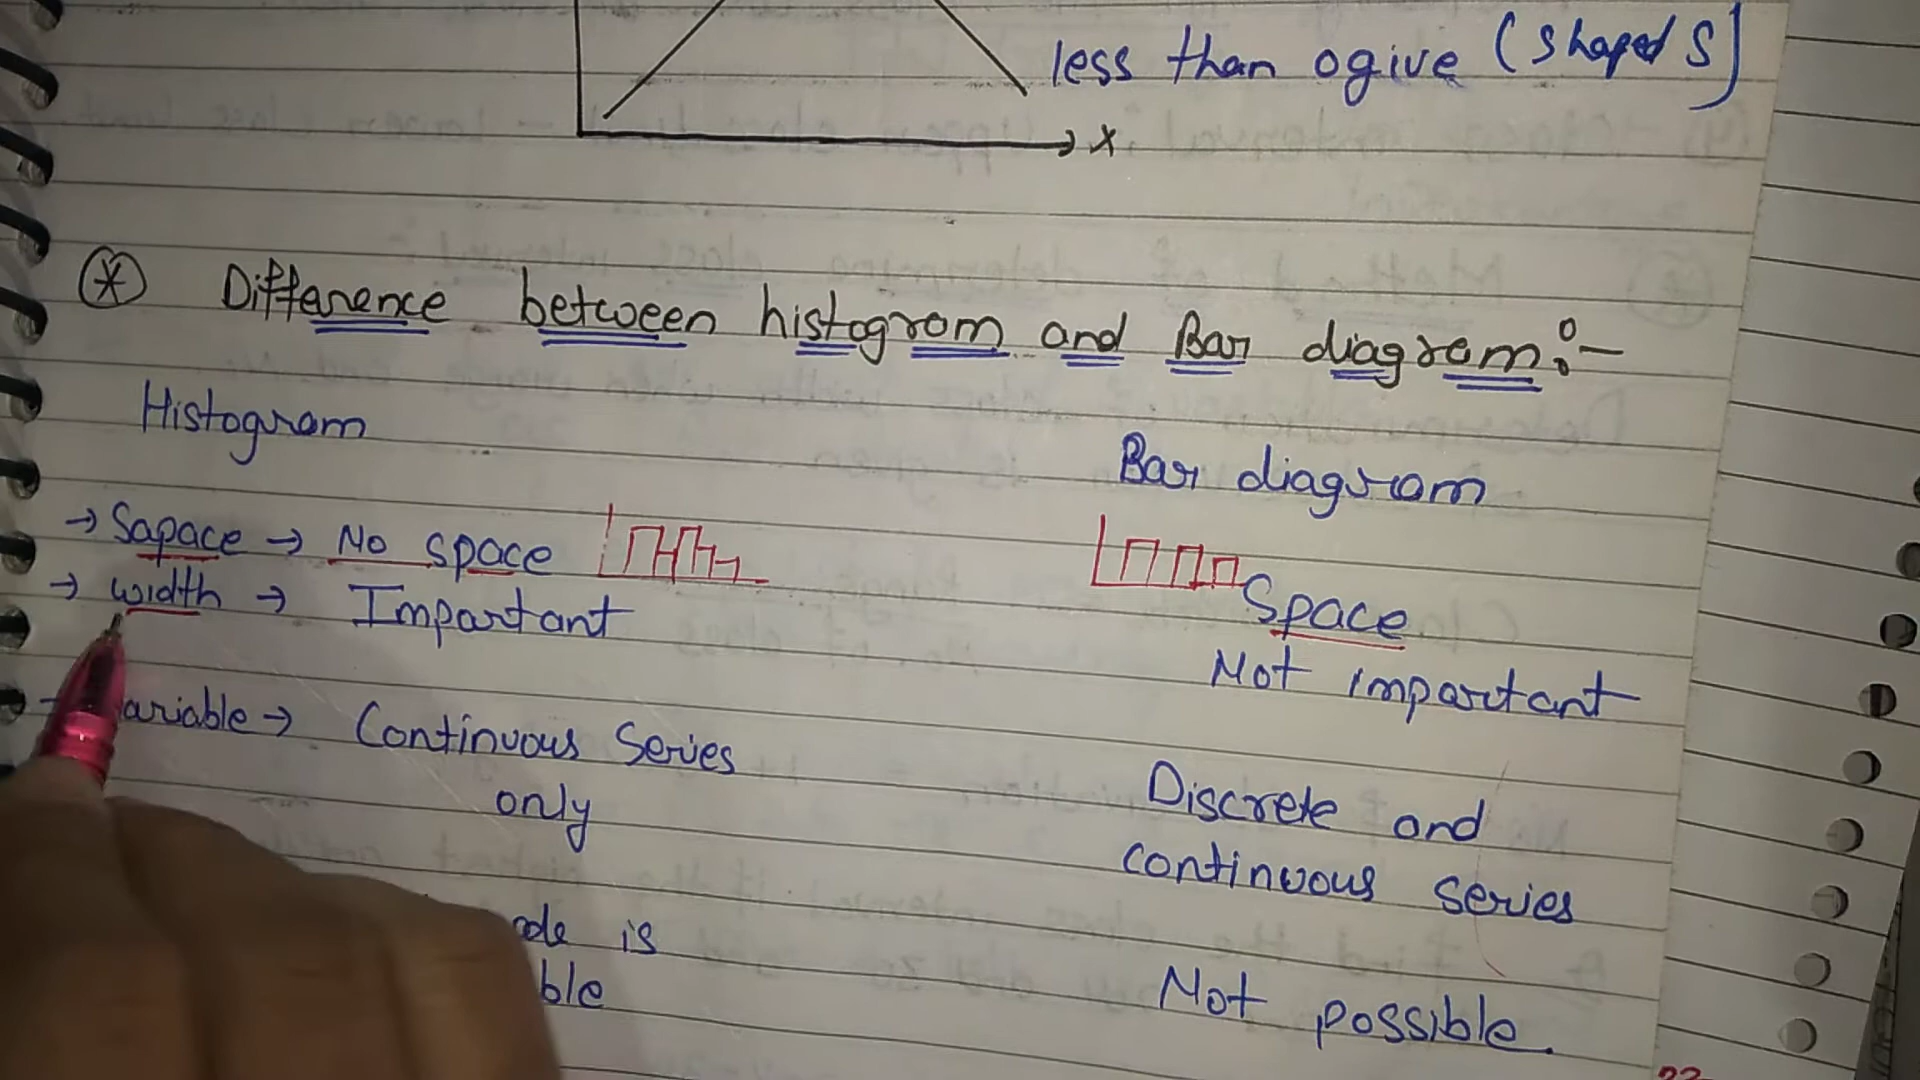 less than ogive (shaped S)
x
* Difference between histogram and Bar diagram:-
Histogram
Bar diagram
→ Sapace → No space
Space
→ width → Important
Not important
ariable → Continuous Series
only
Discrete and
continuous series
ode is
ble
Not possible.